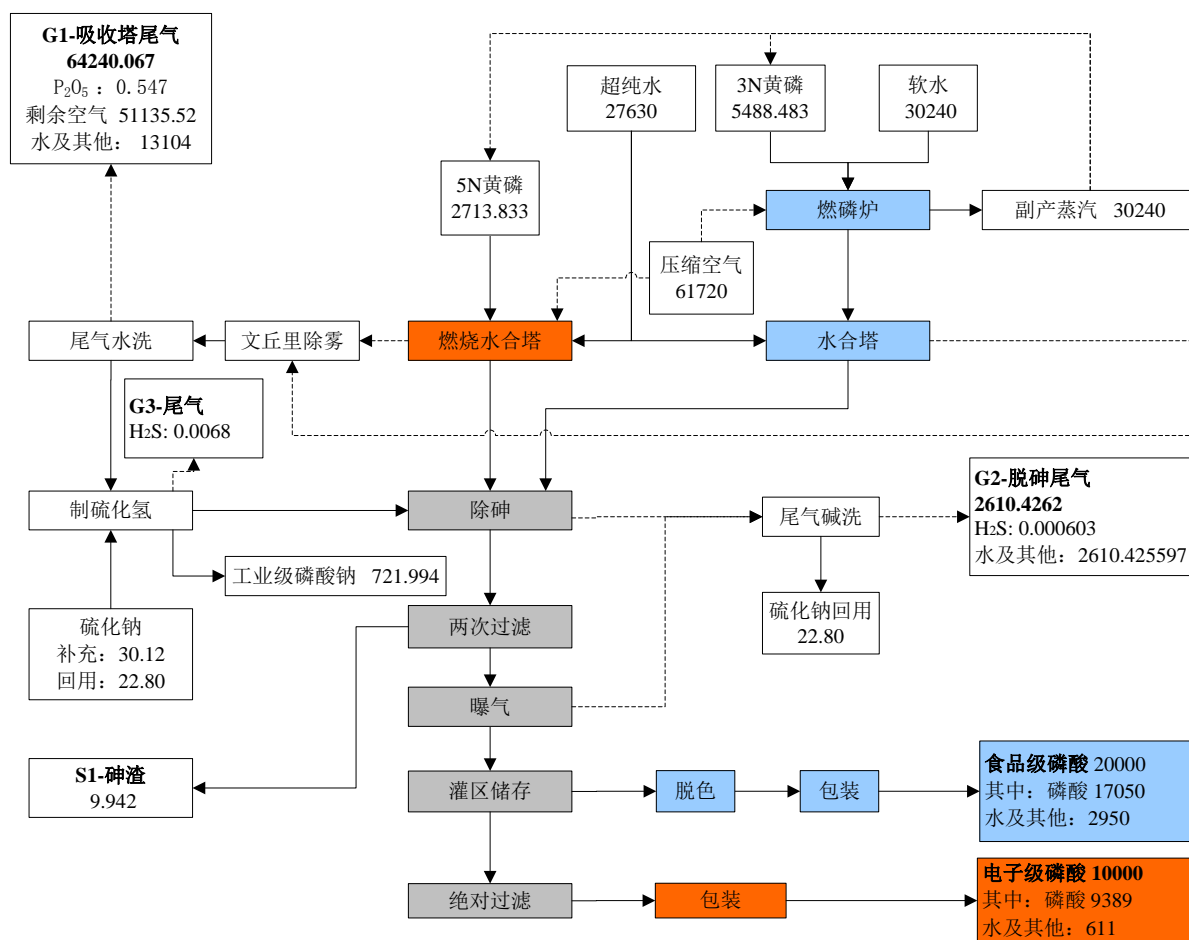 G1-吸收塔尾气
64240.067
P₂O₅： 0.547
剩余空气 51135.52
水及其他： 13104
超纯水
27630
3N黄磷
5488.483
软水
30240
5N黄磷
2713.833
燃磷炉
副产蒸汽 30240
压缩空气
61720
尾气水洗
文丘里除雾
燃烧水合塔
水合塔
G3-尾气
H₂S: 0.0068
G2-脱砷尾气
2610.4262
H₂S: 0.000603
水及其他：2610.425597
制硫化氢
除砷
尾气碱洗
工业级磷酸钠 721.994
硫化钠
补充：30.12
回用：22.80
两次过滤
硫化钠回用
22.80
曝气
S1-砷渣
9.942
灌区储存
脱色
包装
食品级磷酸 20000
其中：磷酸 17050
水及其他：2950
绝对过滤
包装
电子级磷酸 10000
其中：磷酸 9389
水及其他：611